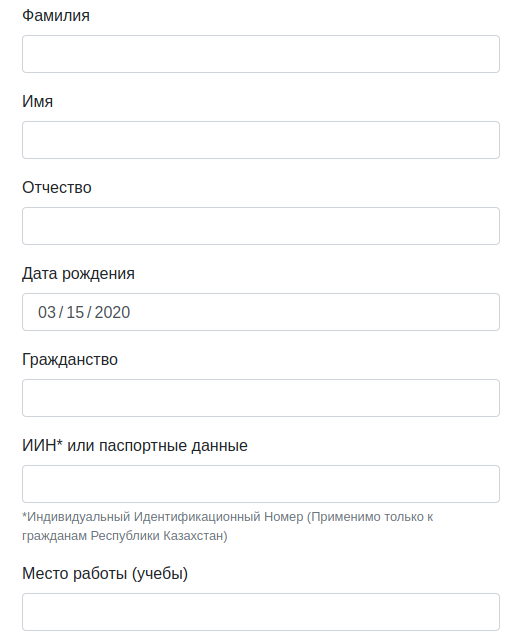 Фамилия
Имя
Отчество
Дата рождения
03/15/2020
Гражданство
ИИН* или паспортные данные
*Индивидуальный Идентификационный Номер (Применимо только к
гражданам Республики Казахстан)
Место работы (учебы)